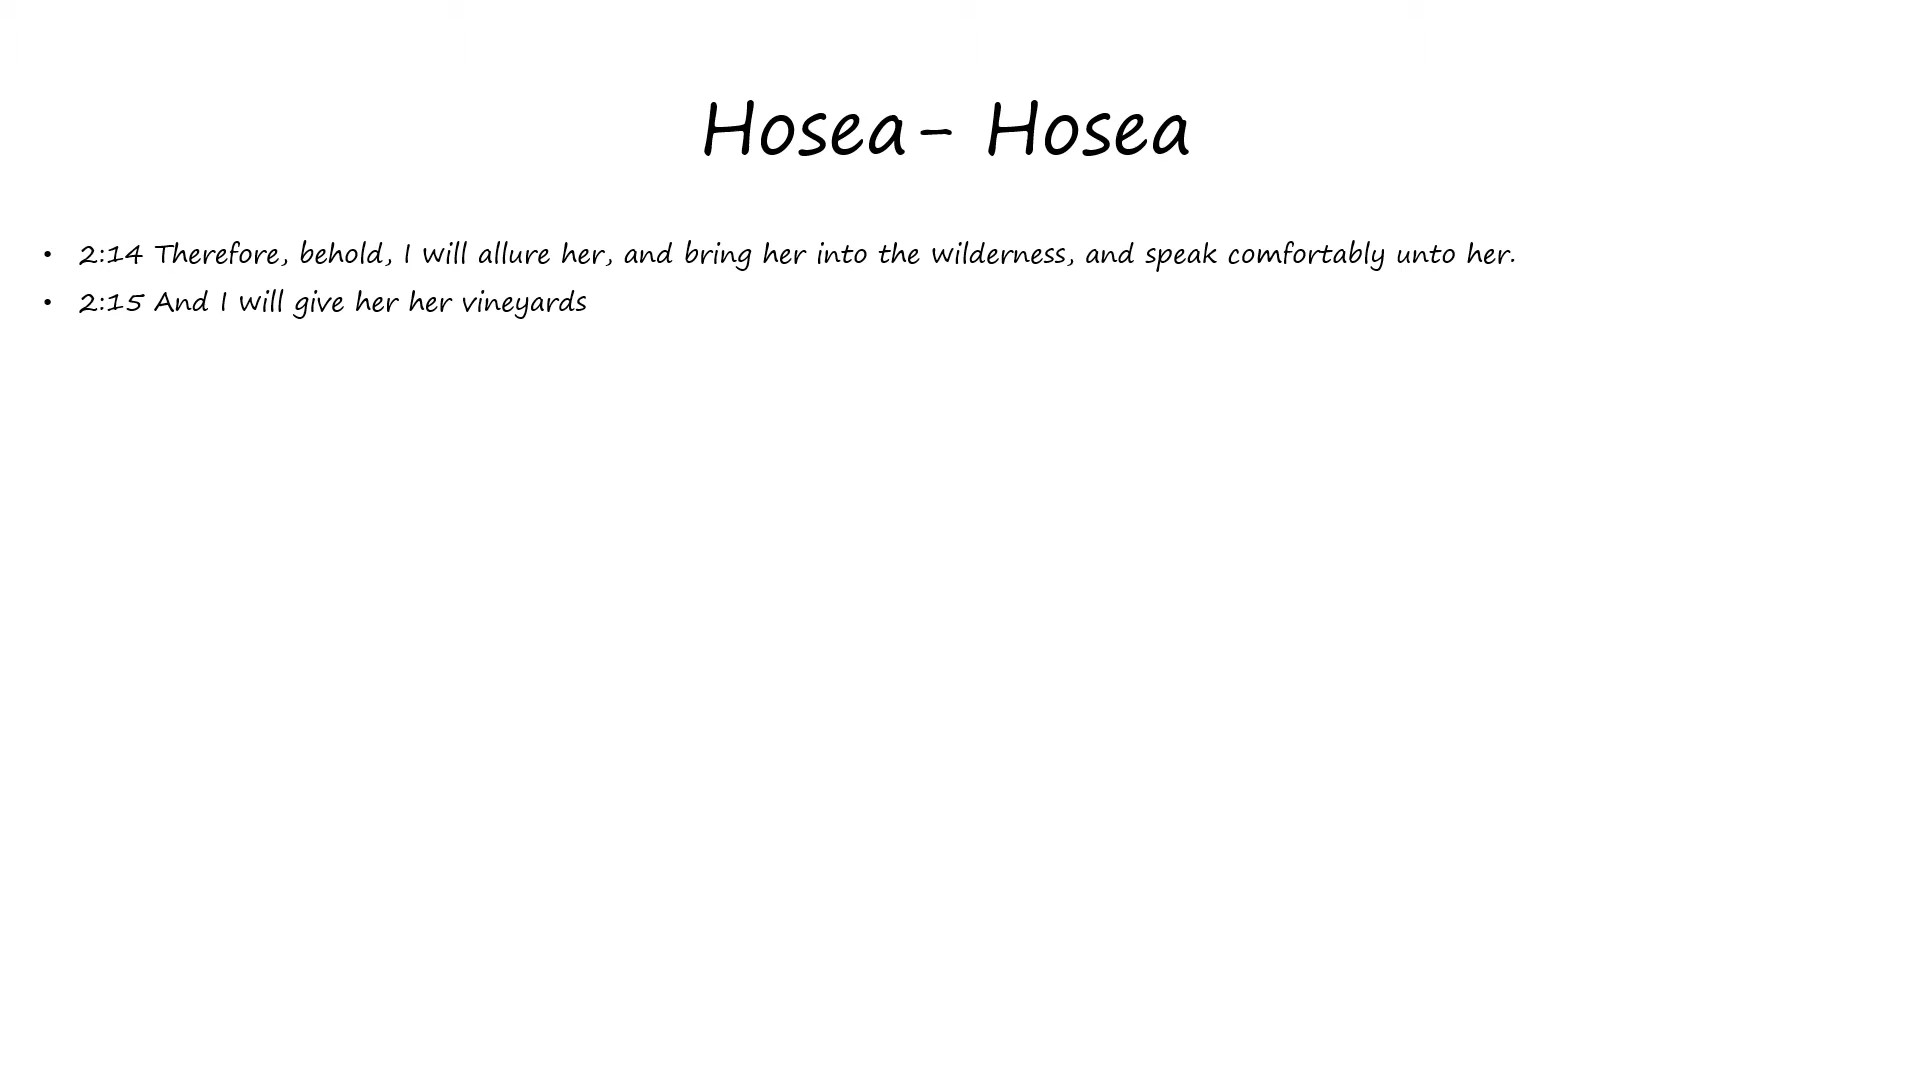 Hosea- Hosea
• 2:14 Therefore, behold, I will allure her, and bring her into the wilderness, and speak comfortably unto her.
• 2:15 And I will give her her vineyards